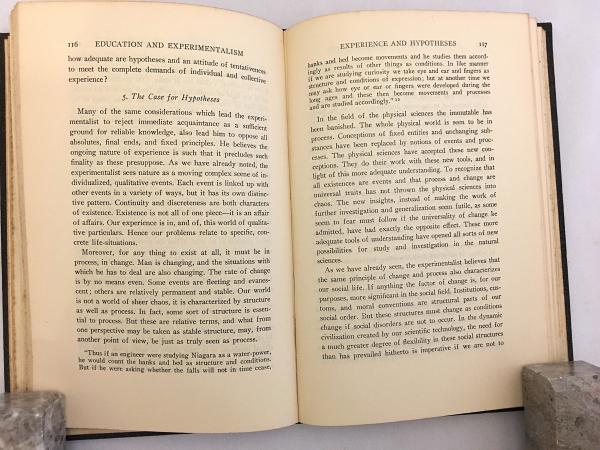 116 EDUCATION AND EXPERIMENTALISM
how adequate are hypotheses and an attitude of tentativeness
to meet the complete demands of individual and collective
experience?
5. The Case for Hypotheses
Many of the same considerations which lead the experi-
mentalist to reject immediate acquaintance as a sufficient
ground for reliable knowledge, also lead him to oppose all
absolutes, final ends, and fixed principles. He believes the
ongoing nature of experience is such that it precludes such
finality as these presuppose. As we have already noted, the
experimentalist sees nature as a moving complex scene of in-
dividualized, qualitative events. Each event is linked up with
other events in a variety of ways, but it has its own distinc-
tive pattern. Continuity and discreteness are both characters
of existence. Existence is not all of one piece—it is an affair
of affairs. Our experience is in, and of, this world of qualita-
tive particulars. Hence our problems relate to specific, con-
crete life-situations.
Moreover, for any thing to exist at all, it must be in
process, in change. Man is changing, and the situations with
which he has to deal are also changing. The rate of change
is by no means even. Some events are fleeting and evanes-
cent; others are relatively permanent and stable. Our world
is not a world of sheer chaos, it is characterized by structure
as well as process. In fact, some sort of structure is essen-
tial to process. But these are relative terms, and what from
one perspective may be taken as stable structure, may, from
another point of view, be just as truly seen as process.
"Thus if an engineer were studying Niagara as a water-power,
he would count the banks and bed as structure and conditions.
But if he were asking whether the falls will not in time cease,
EXPERIENCE AND HYPOTHESES 117
banks and bed become movements and he studies them accord-
ingly as results of other things as conditions. In like manner
if we are studying curiosity we take eye and ear and fingers as
structure and conditions of expression; but at another time we
may ask how eye or ear or fingers were developed during the
long ages and these then become movements and processes
and are studied accordingly."
In the field of the physical sciences the immutable has
been banished. The whole physical world is seen to be in
process. Conceptions of fixed entities and unchanging sub-
stances have been replaced by notions of events and proc-
esses. The physical sciences have accepted these new con-
ceptions. They do their work with these new tools, and in
light of this more adequate understanding. To recognize that
all existences are events and that process and change are
universal traits has not thrown the physical sciences into
chaos. The new insights, instead of making the work of
further investigation and generalization seem futile, as some
seem to fear must follow if the universality of change be
admitted, have had exactly the opposite effect. These more
adequate tools of understanding have opened all sorts of new
possibilities for study and investigation in the natural
sciences.
As we have already seen, the experimentalist believes that
the same principle of change and process also characterizes
our social life. If anything the factor of change is, for our
purposes, more significant in the social field. Institutions, cus-
toms, and moral conventions are structural parts of our
social order. But these structures must change as conditions
change if social disorders are not to occur. In the dynamic
civilization created by our scientific technology, the need for
a much greater degree of flexibility in these social structures
than has prevailed hitherto is imperative if we are not to